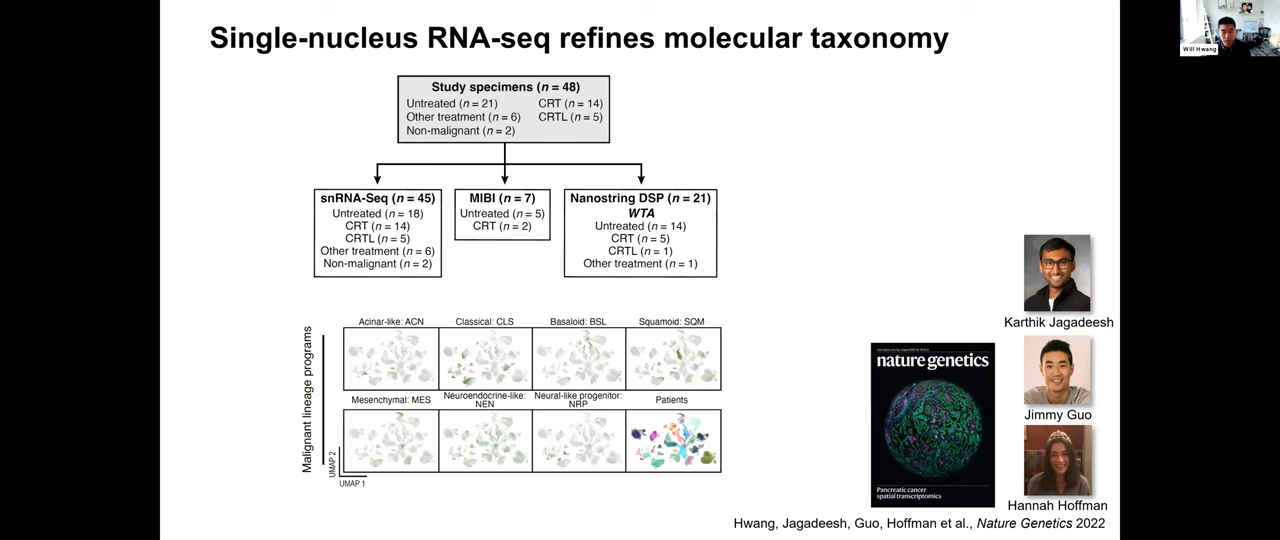 Single-nucleus RNA-seq refines molecular taxonomy
Will Hwang
Study specimens (n = 48)
Untreated (n = 21) CRT (n = 14)
Other treatment (n = 6) CRTL (n = 5)
Non-malignant (n = 2)
snRNA-Seq (n = 45)
Untreated (n = 18)
CRT (n = 14)
CRTL (n = 5)
Other treatment (n = 6)
Non-malignant (n = 2)
MIBI (n = 7)
Untreated (n = 5)
CRT (n = 2)
Nanostring DSP (n = 21)
WTA
Untreated (n = 14)
CRT (n = 5)
CRTL (n = 1)
Other treatment (n = 1)
Malignant lineage programs
Acinar-like: ACN
Classical: CLS
Basaloid: BSL
Squamoid: SQM
Mesenchymal: MES
Neuroendocrine-like:
NEN
Neural-like progenitor:
NRP
Patients
UMAP 2
UMAP 1
nature genetics
Pancreatic cancer
spatial transcriptomics
Karthik Jagadeesh
Jimmy Guo
Hannah Hoffman
Hwang, Jagadeesh, Guo, Hoffman et al., Nature Genetics 2022